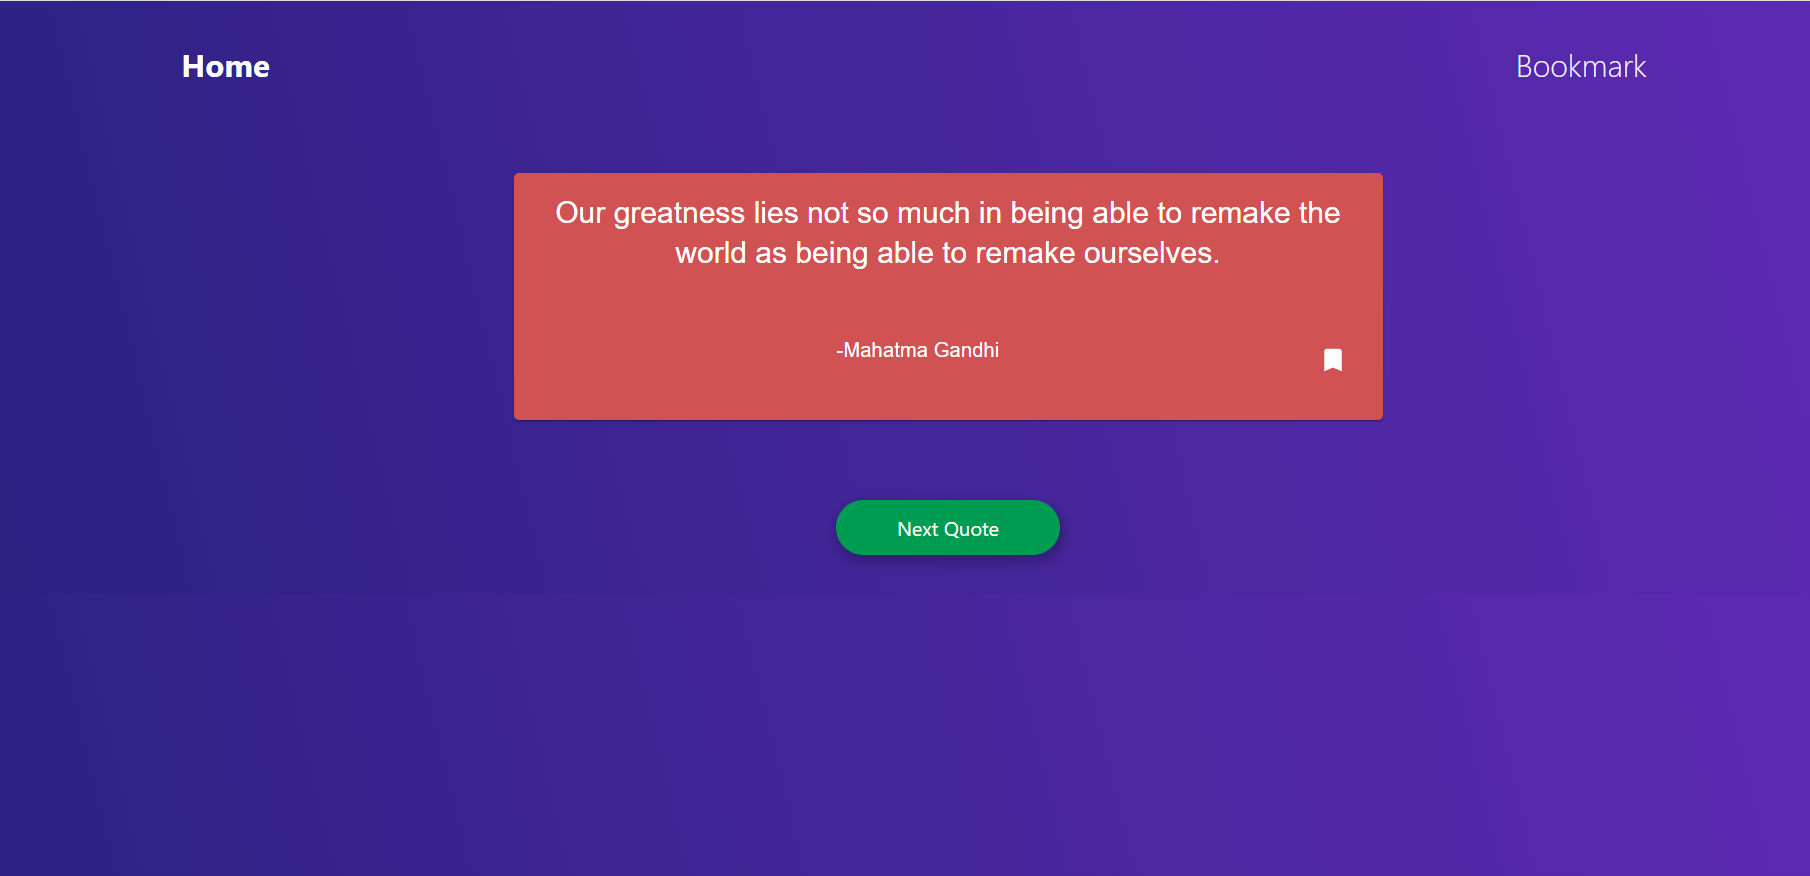 Home
Bookmark
Our greatness lies not so much in being able to remake the
world as being able to remake ourselves.
-Mahatma Gandhi
Next Quote